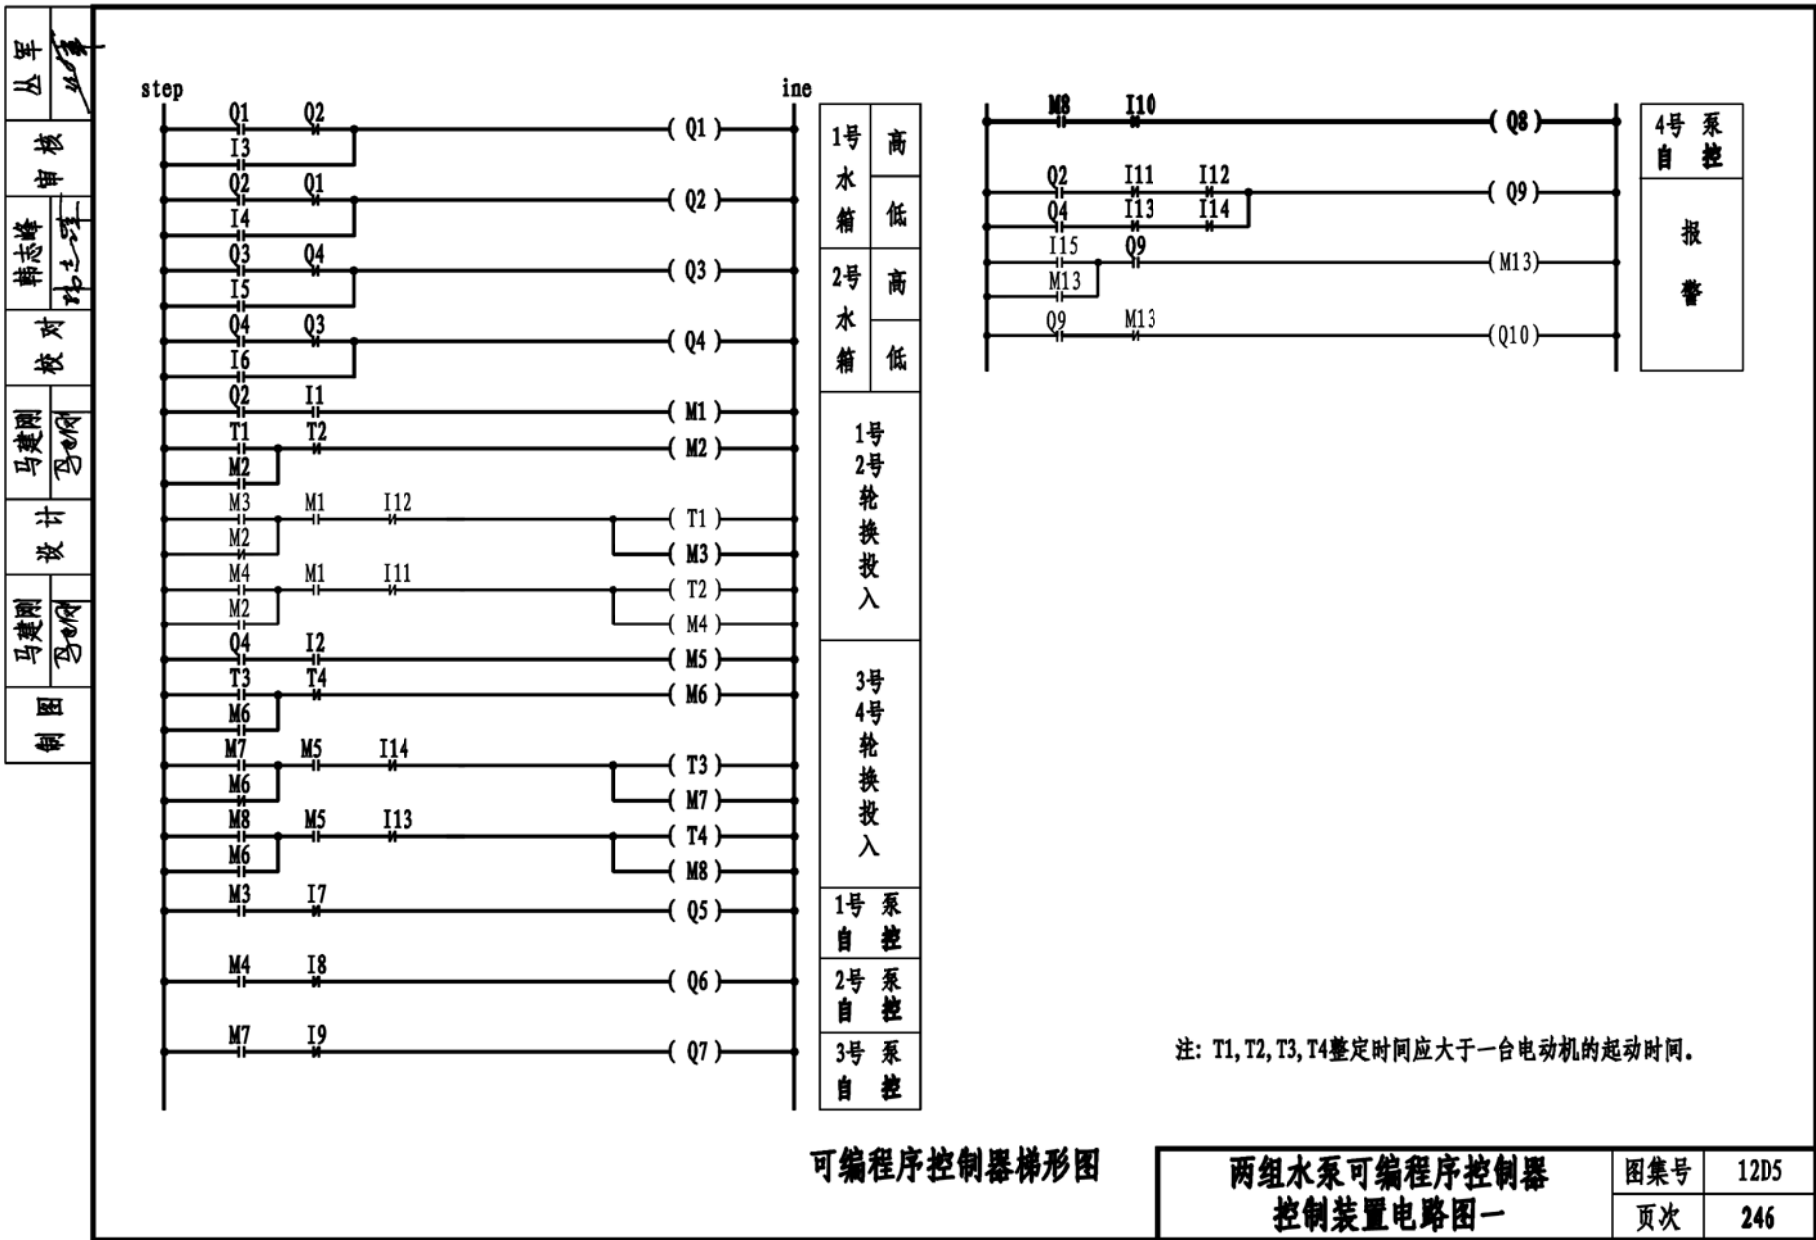 丛 军
审 核
韩志峰
校 对
马建刚
设 计
马建刚
制 图
step
ine
Q1 Q2 ( Q1 )
I3
Q2 Q1 ( Q2 )
I4
Q3 Q4 ( Q3 )
I5
Q4 Q3 ( Q4 )
I6
Q2 I1 ( M1 )
T1 T2 ( M2 )
M2
M3 M1 I12 ( T1 )
M2 ( M3 )
M4 M1 I11 ( T2 )
M2 ( M4 )
Q4 I2 ( M5 )
T3 T4 ( M6 )
M6
M7 M5 I14 ( T3 )
M6 ( M7 )
M8 M5 I13 ( T4 )
M6 ( M8 )
M3 I7 ( Q5 )
M4 I8 ( Q6 )
M7 I9 ( Q7 )
1号
水
箱
高
低
2号
水
箱
高
低
1号
2号
轮
换
投
入
3号
4号
轮
换
投
入
1号 泵
自 控
2号 泵
自 控
3号 泵
自 控
M8 I10 ( Q8 )
Q2 I11 I12 ( Q9 )
Q4 I13 I14
I15 Q9 (M13)
M13
Q9 M13 (Q10)
4号 泵
自 控
报
警
注: T1,T2,T3,T4整定时间应大于一台电动机的起动时间。
可编程序控制器梯形图
两组水泵可编程序控制器
控制装置电路图一
图集号 12D5
页次 246